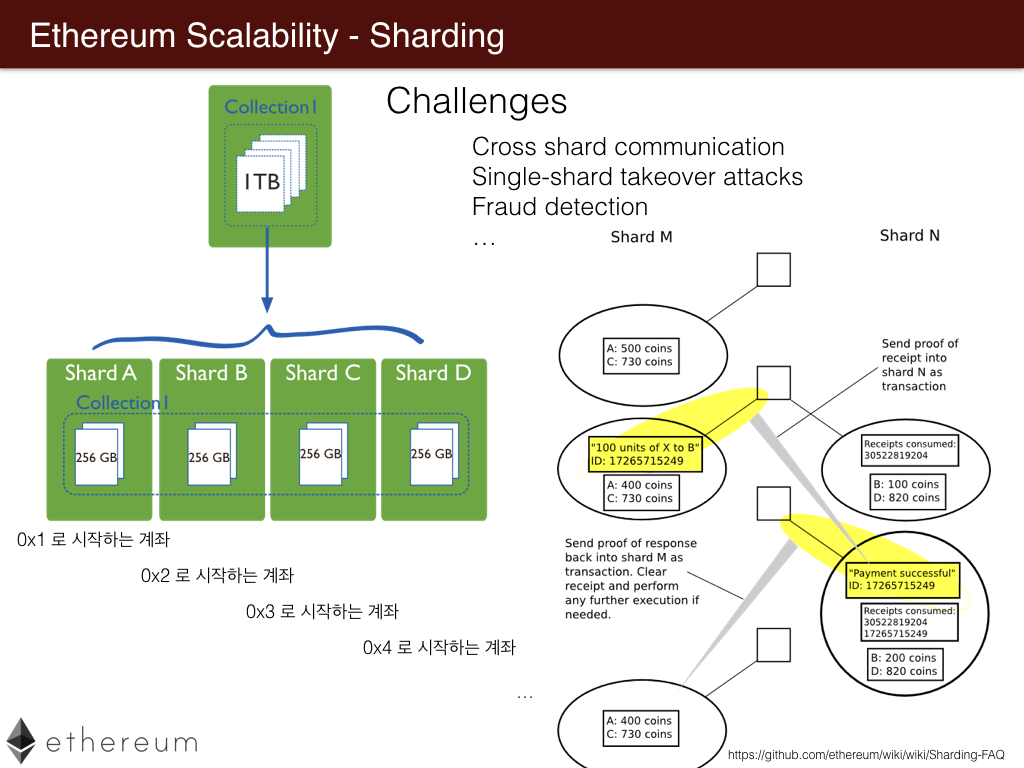 Ethereum Scalability - Sharding
Collection1
1TB
Shard A
Shard B
Shard C
Shard D
Collection1
256 GB
256 GB
256 GB
256 GB
0x1 로 시작하는 계좌
0x2 로 시작하는 계좌
0x3 로 시작하는 계좌
0x4 로 시작하는 계좌
...
Challenges
Cross shard communication
Single-shard takeover attacks
Fraud detection
...
Shard M
Shard N
A: 500 coins
C: 730 coins
Send proof of
receipt into
shard N as
transaction
"100 units of X to B"
ID: 17265715249
A: 400 coins
C: 730 coins
Receipts consumed:
30522819204
B: 100 coins
D: 820 coins
Send proof of response
back into shard M as
transaction. Clear
receipt and perform
any further execution if
needed.
"Payment successful"
ID: 17265715249
Receipts consumed:
30522819204
17265715249
B: 200 coins
D: 820 coins
A: 400 coins
C: 730 coins
ethereum
https://github.com/ethereum/wiki/wiki/Sharding-FAQ